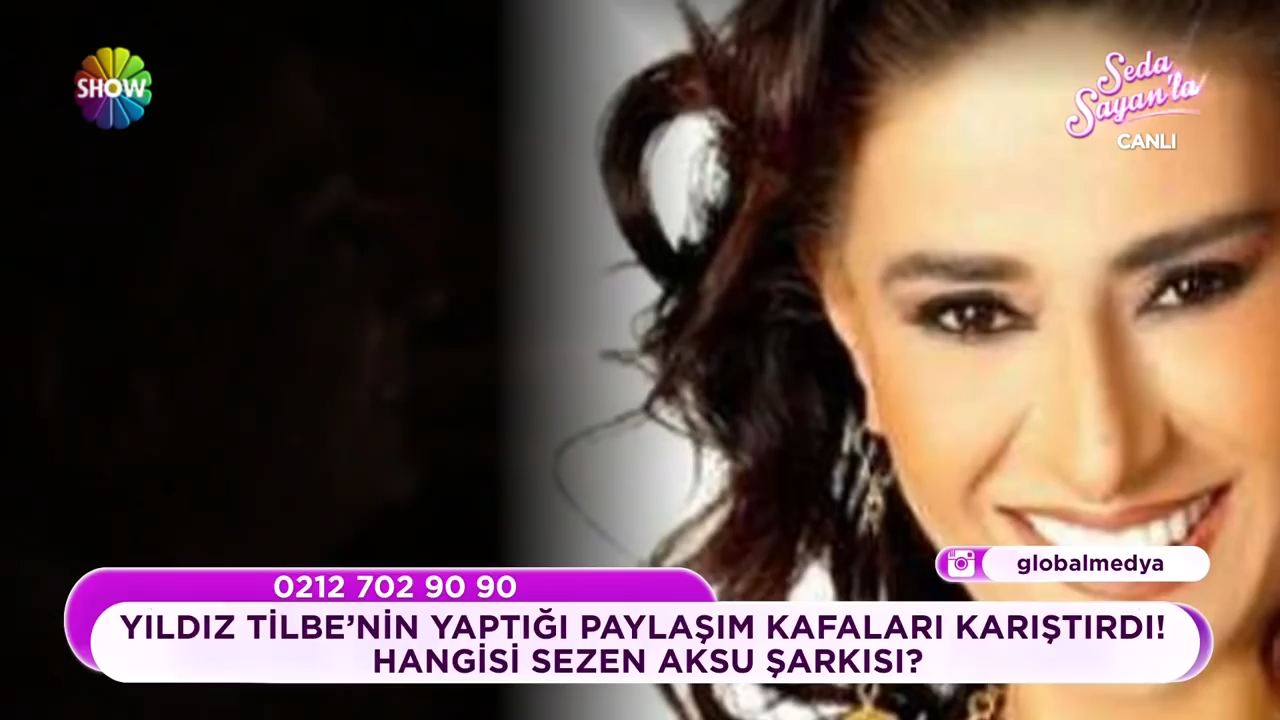 SHOW
Seda
Sayan'la
CANLI
globalmedya
0212 702 90 90
YILDIZ TİLBE'NİN YAPTIĞI PAYLAŞIM KAFALARI KARIŞTIRDI!
HANGİSİ SEZEN AKSU ŞARKISI?